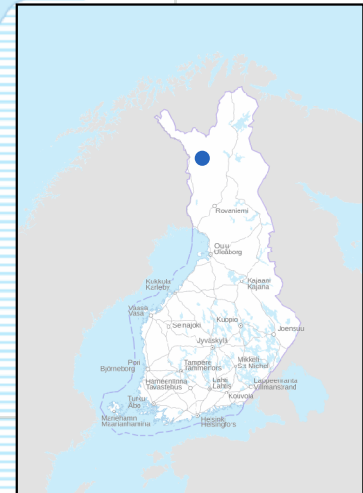 Rovaniemi
Oulu
Uleåborg
Kajaani
Kajana
Kokkola
Karleby
Vaasa
Vasa
Seinäjoki
Kuopio
Joensuu
Jyväskylä
Pori
Björneborg
Tampere
Tammerfors
Mikkeli
S:t Michel
Hämeenlinna
Tavastehus
Lahti
Lahtis
Lappeenranta
Villmanstrand
Kouvola
Turku
Åbo
Helsinki
Helsingfors
Mariehamn
Maarianhamina